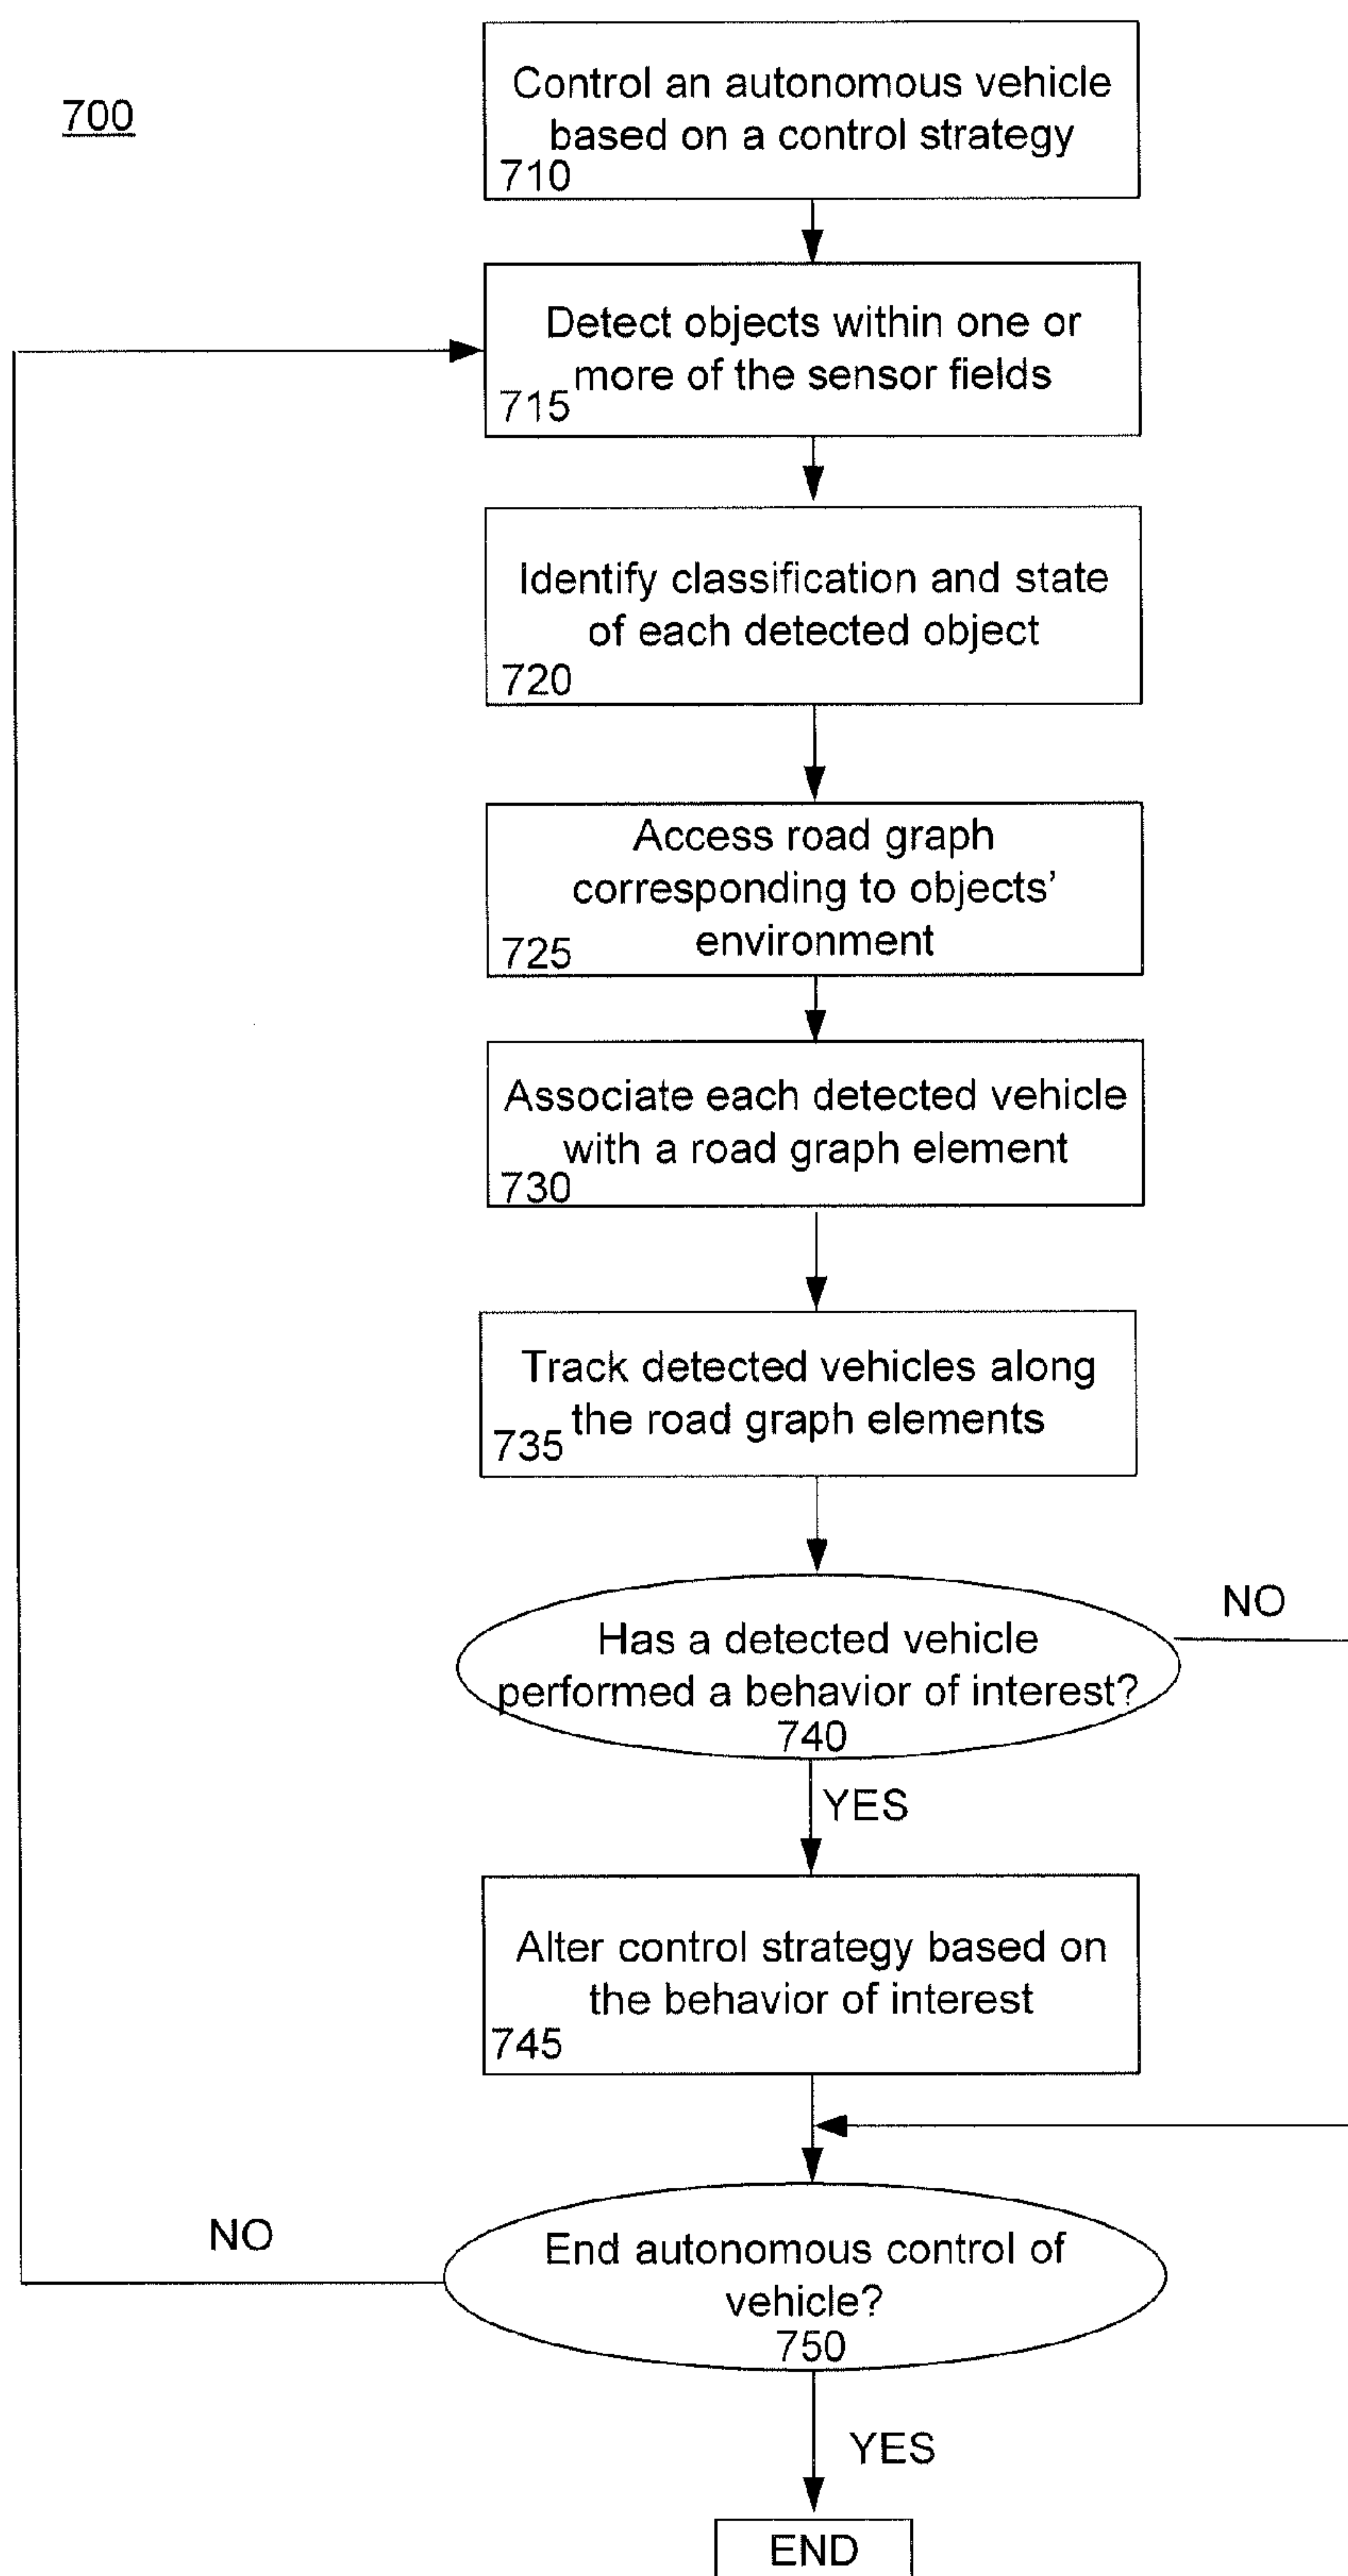 700
Control an autonomous vehicle
based on a control strategy
710
Detect objects within one or
more of the sensor fields
715
Identify classification and state
of each detected object
720
Access road graph
corresponding to objects’
environment
725
Associate each detected vehicle
with a road graph element
730
Track detected vehicles along
the road graph elements
735
Has a detected vehicle
performed a behavior of interest?
740
NO
YES
Alter control strategy based on
the behavior of interest
745
NO
End autonomous control of
vehicle?
750
YES
END